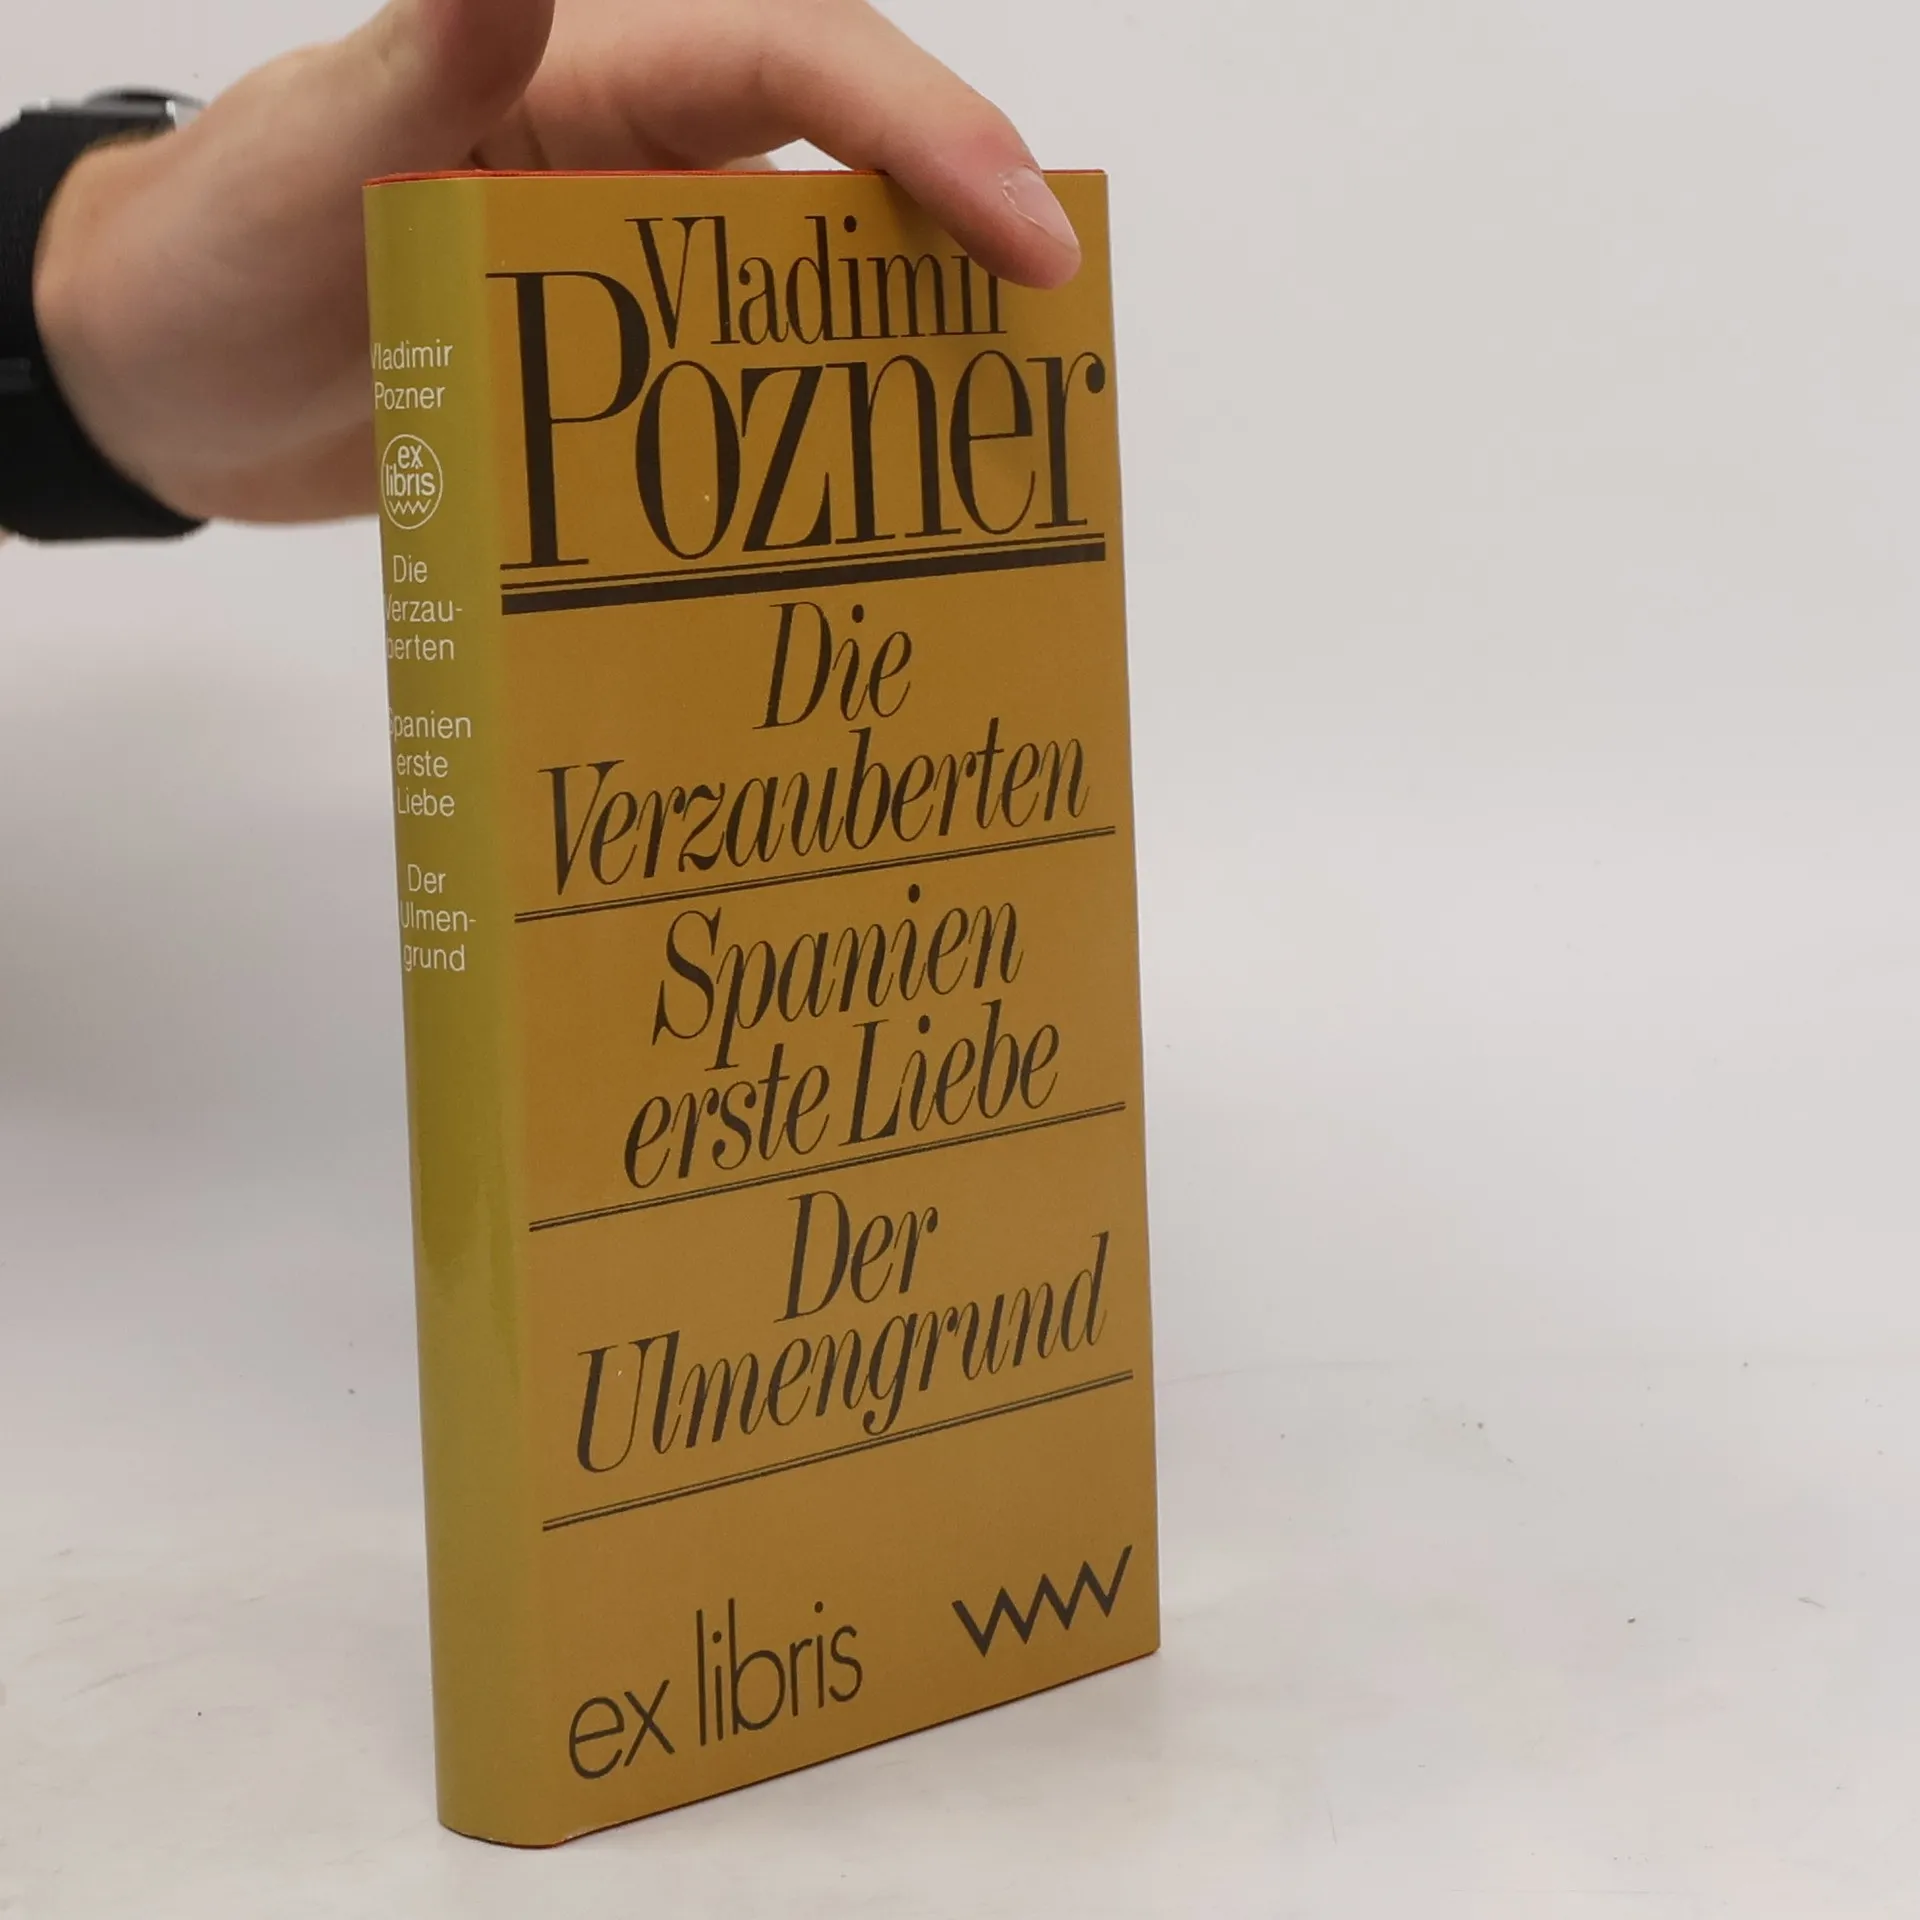 Vladimir
Pozner
ex
libris
Die
Verzau-
berten
Spanien
erste
Liebe
Der
Ulmen-
grund
Vladimir
Pozner
Die
Verzauberten
Spanien
erste Liebe
Der
Ulmengrund
ex libris